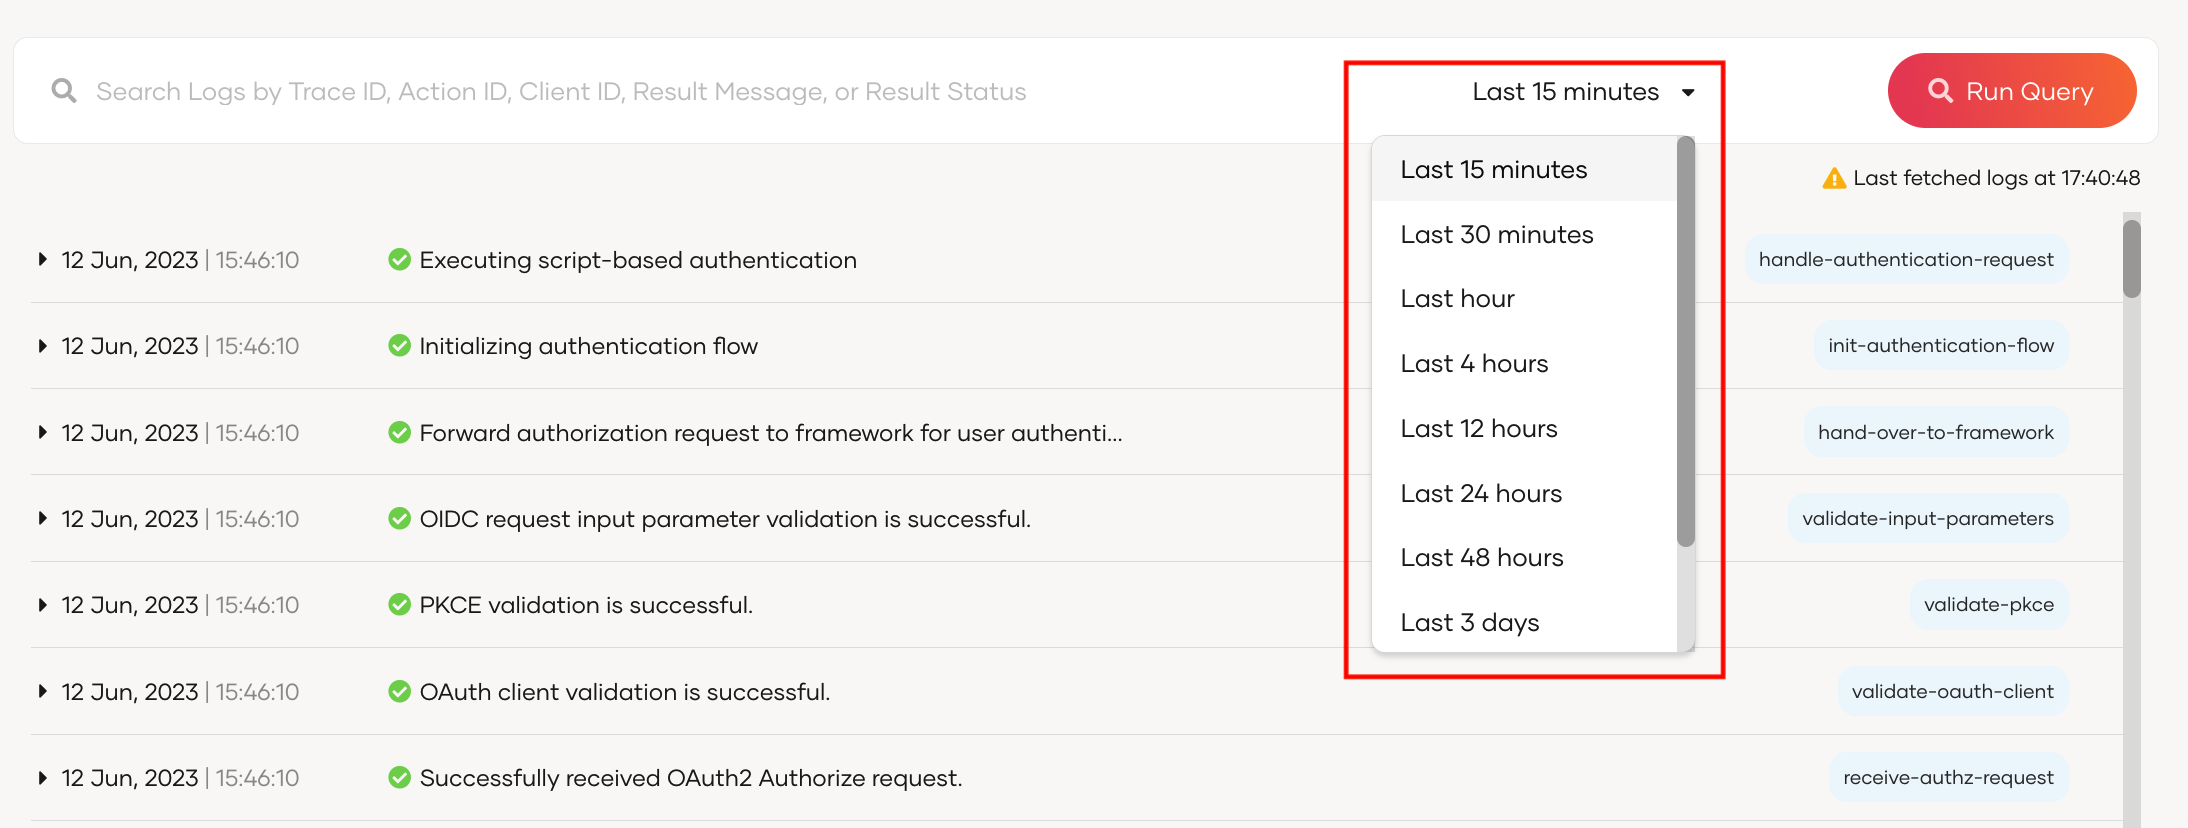 Search Logs by Trace ID, Action ID, Client ID, Result Message, or Result Status
Last 15 minutes
Run Query
Last fetched logs at 17:40:48
Last 15 minutes
Last 30 minutes
Last hour
Last 4 hours
Last 12 hours
Last 24 hours
Last 48 hours
Last 3 days
12 Jun, 2023 | 15:46:10 Executing script-based authentication handle-authentication-request
12 Jun, 2023 | 15:46:10 Initializing authentication flow init-authentication-flow
12 Jun, 2023 | 15:46:10 Forward authorization request to framework for user authenti... hand-over-to-framework
12 Jun, 2023 | 15:46:10 OIDC request input parameter validation is successful. validate-input-parameters
12 Jun, 2023 | 15:46:10 PKCE validation is successful. validate-pkce
12 Jun, 2023 | 15:46:10 OAuth client validation is successful. validate-oauth-client
12 Jun, 2023 | 15:46:10 Successfully received OAuth2 Authorize request. receive-authz-request